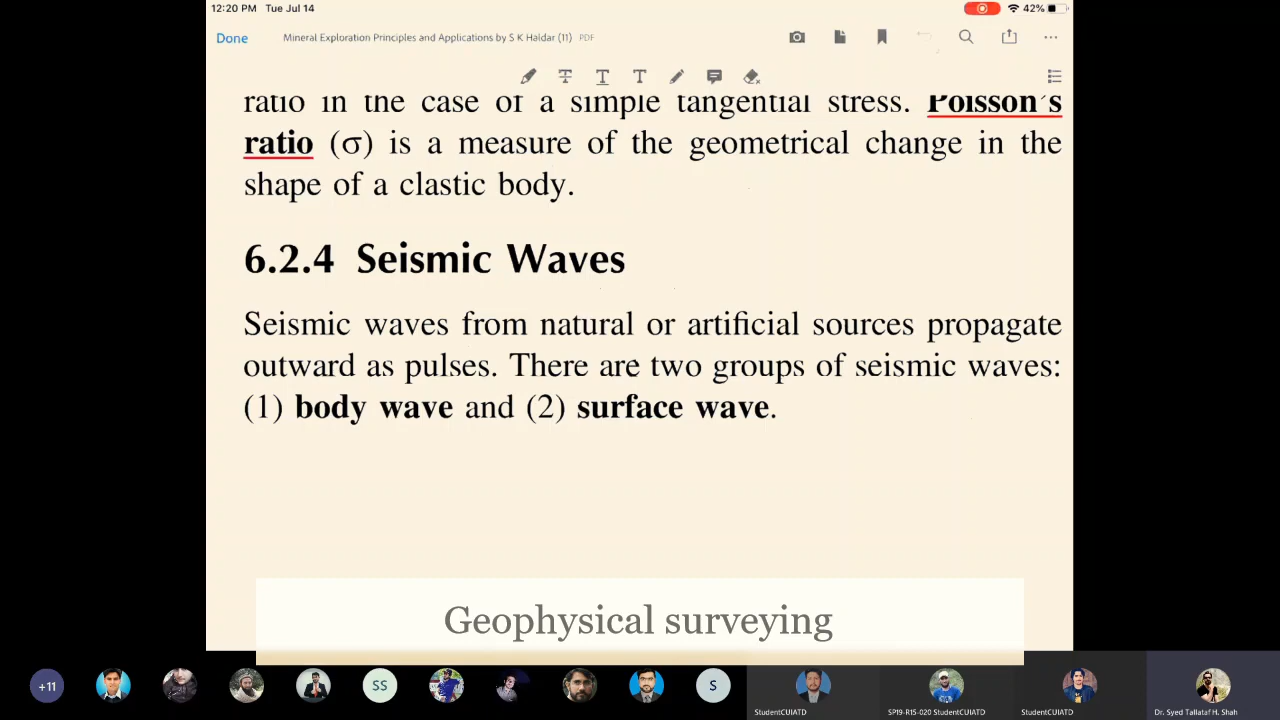 12:20 PM Tue Jul 14
42%
Done
Mineral Exploration Principles and Applications by S K Haldar (11) PDF
ratio in the case of a simple tangential stress. Poisson's
ratio (σ) is a measure of the geometrical change in the
shape of a clastic body.
6.2.4 Seismic Waves
Seismic waves from natural or artificial sources propagate
outward as pulses. There are two groups of seismic waves:
(1) body wave and (2) surface wave.
Geophysical surveying
+11
SS
S
StudentCUIATD
SP19-R15-020 StudentCUIATD
StudentCUIATD
Dr. Syed Tallataf H. Shah